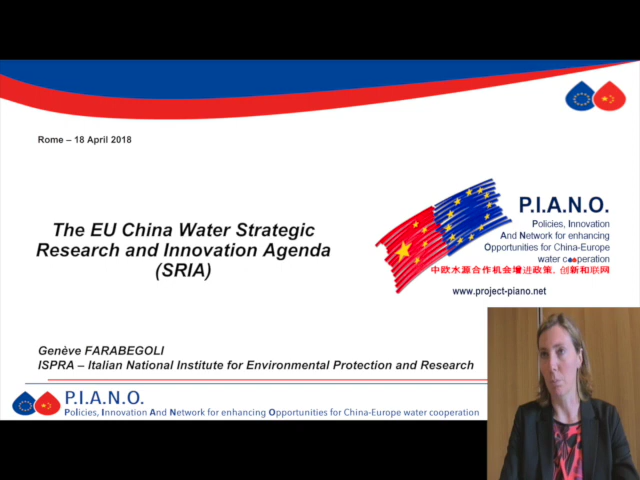 Rome – 18 April 2018
The EU China Water Strategic
Research and Innovation Agenda
(SRIA)
P.I.A.N.O.
Policies, Innovation
And Network for enhancing
Opportunities for China-Europe
water cooperation
中欧水源合作机会增进政策、创新和联网
www.project-piano.net
Genève FARABEGOLI
ISPRA – Italian National Institute for Environmental Protection and Research
P.I.A.N.O.
Policies, Innovation And Network for enhancing Opportunities for China-Europe water cooperation